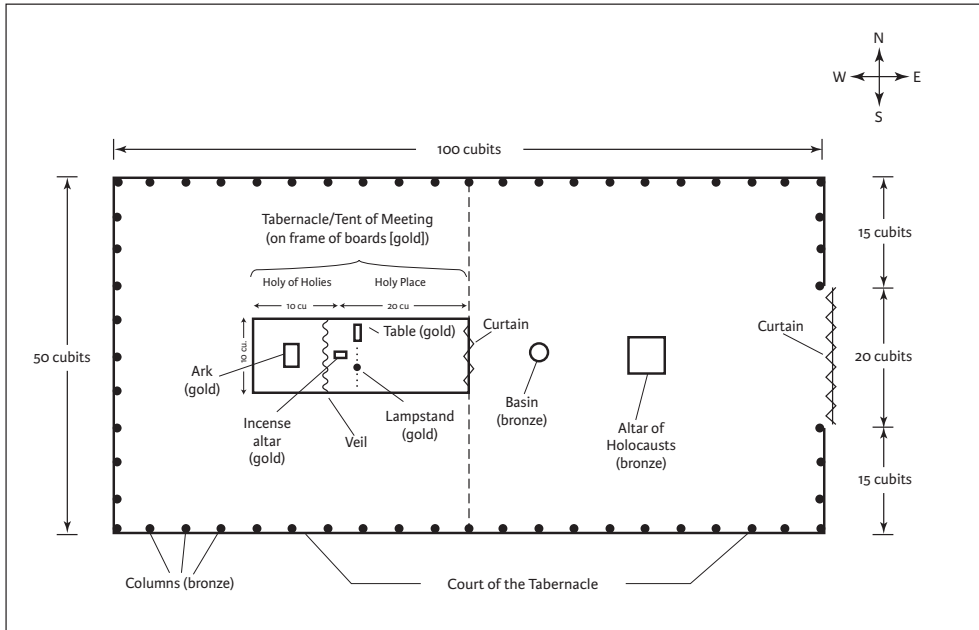 N
W
E
S
100 cubits
Tabernacle/Tent of Meeting
(on frame of boards [gold])
15 cubits
Holy of Holies
Holy Place
10 cu
20 cu
Table (gold)
Curtain
Curtain
50 cubits
10 cu.
20 cubits
Ark
(gold)
Incense
altar
(gold)
Veil
Lampstand
(gold)
Basin
(bronze)
Altar of
Holocausts
(bronze)
15 cubits
Columns (bronze)
Court of the Tabernacle